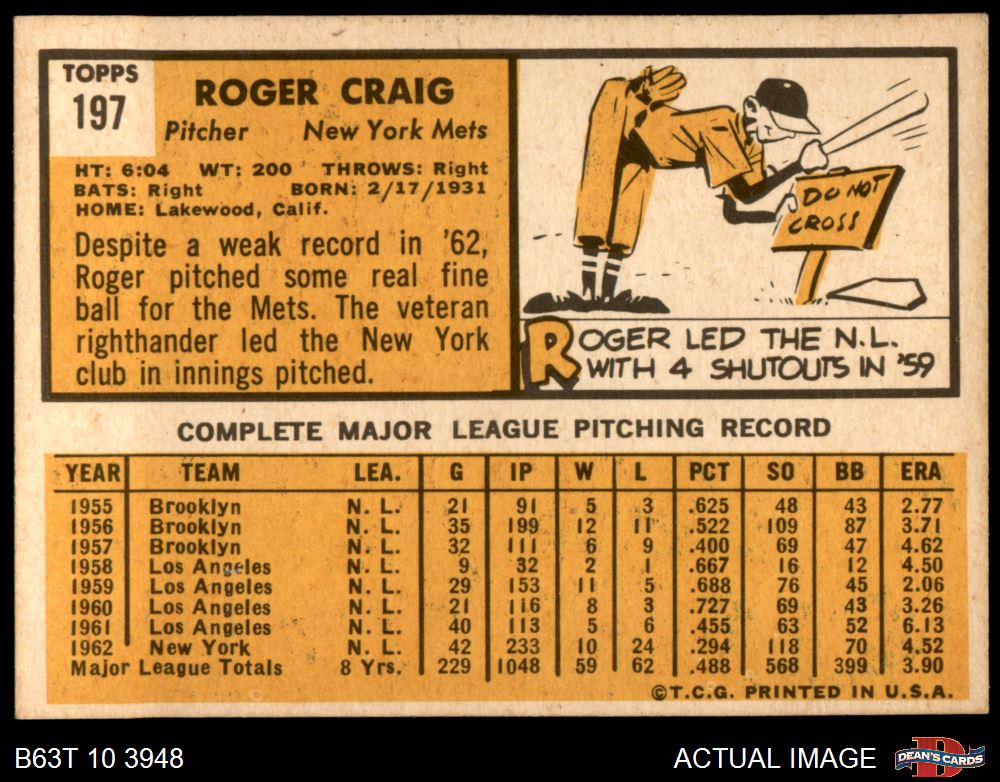 TOPPS
197
ROGER CRAIG
Pitcher New York Mets
HT: 6:04 WT: 200 THROWS: Right
BATS: Right BORN: 2/17/1931
HOME: Lakewood, Calif.
Despite a weak record in '62,
Roger pitched some real fine
ball for the Mets. The veteran
righthander led the New York
club in innings pitched.
DO NOT
CROSS
ROGER LED THE N.L.
WITH 4 SHUTOUTS IN '59
COMPLETE MAJOR LEAGUE PITCHING RECORD
YEAR TEAM LEA. G IP W L PCT SO BB ERA
1955 Brooklyn N. L. 21 91 5 3 .625 48 43 2.77
1956 Brooklyn N. L. 35 199 12 11 .522 109 87 3.71
1957 Brooklyn N. L. 32 111 6 9 .400 69 47 4.62
1958 Los Angeles N. L. 9 32 2 1 .667 16 12 4.50
1959 Los Angeles N. L. 29 153 11 5 .688 76 45 2.06
1960 Los Angeles N. L. 21 116 8 3 .727 69 43 3.26
1961 Los Angeles N. L. 40 113 5 6 .455 63 52 6.13
1962 New York N. L. 42 233 10 24 .294 118 70 4.52
Major League Totals 8 Yrs. 229 1048 59 62 .488 568 399 3.90
©T.C.G. PRINTED IN U.S.A.
B63T 10 3948 ACTUAL IMAGE D DEAN'S CARDS